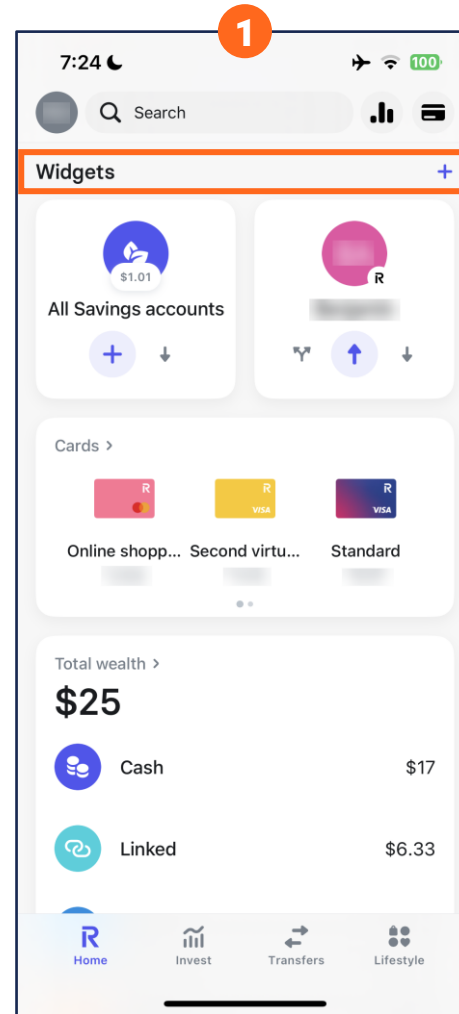 1
7:24
100
Search
Widgets
$1.01
R
All Savings accounts
Cards
R
R
VISA
R
VISA
Online shopp...
Second virtu...
Standard
Total wealth
$25
Cash
$17
Linked
$6.33
R
Home
Invest
Transfers
Lifestyle